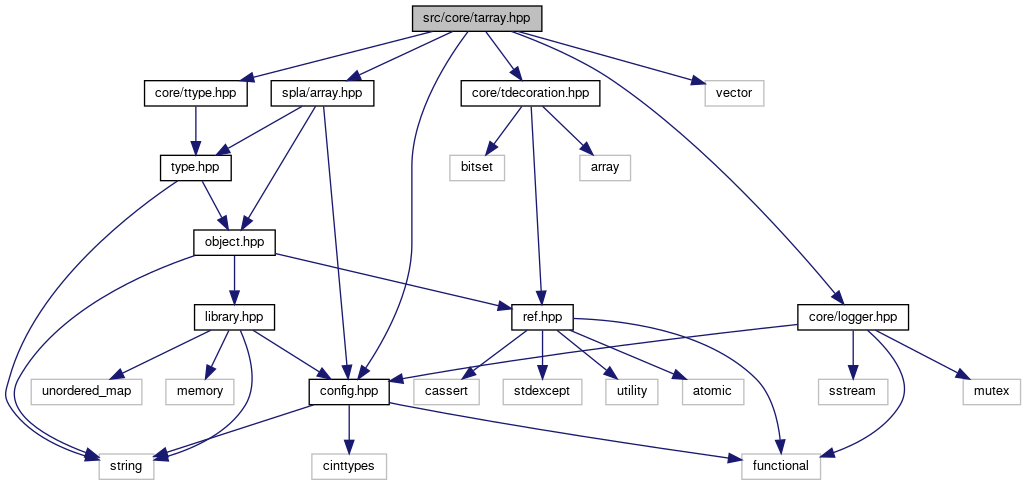 src/core/tarray.hpp
core/ttype.hpp
spla/array.hpp
core/tdecoration.hpp
vector
type.hpp
bitset
array
object.hpp
library.hpp
ref.hpp
core/logger.hpp
unordered_map
memory
config.hpp
cassert
stdexcept
utility
atomic
sstream
mutex
string
cinttypes
functional